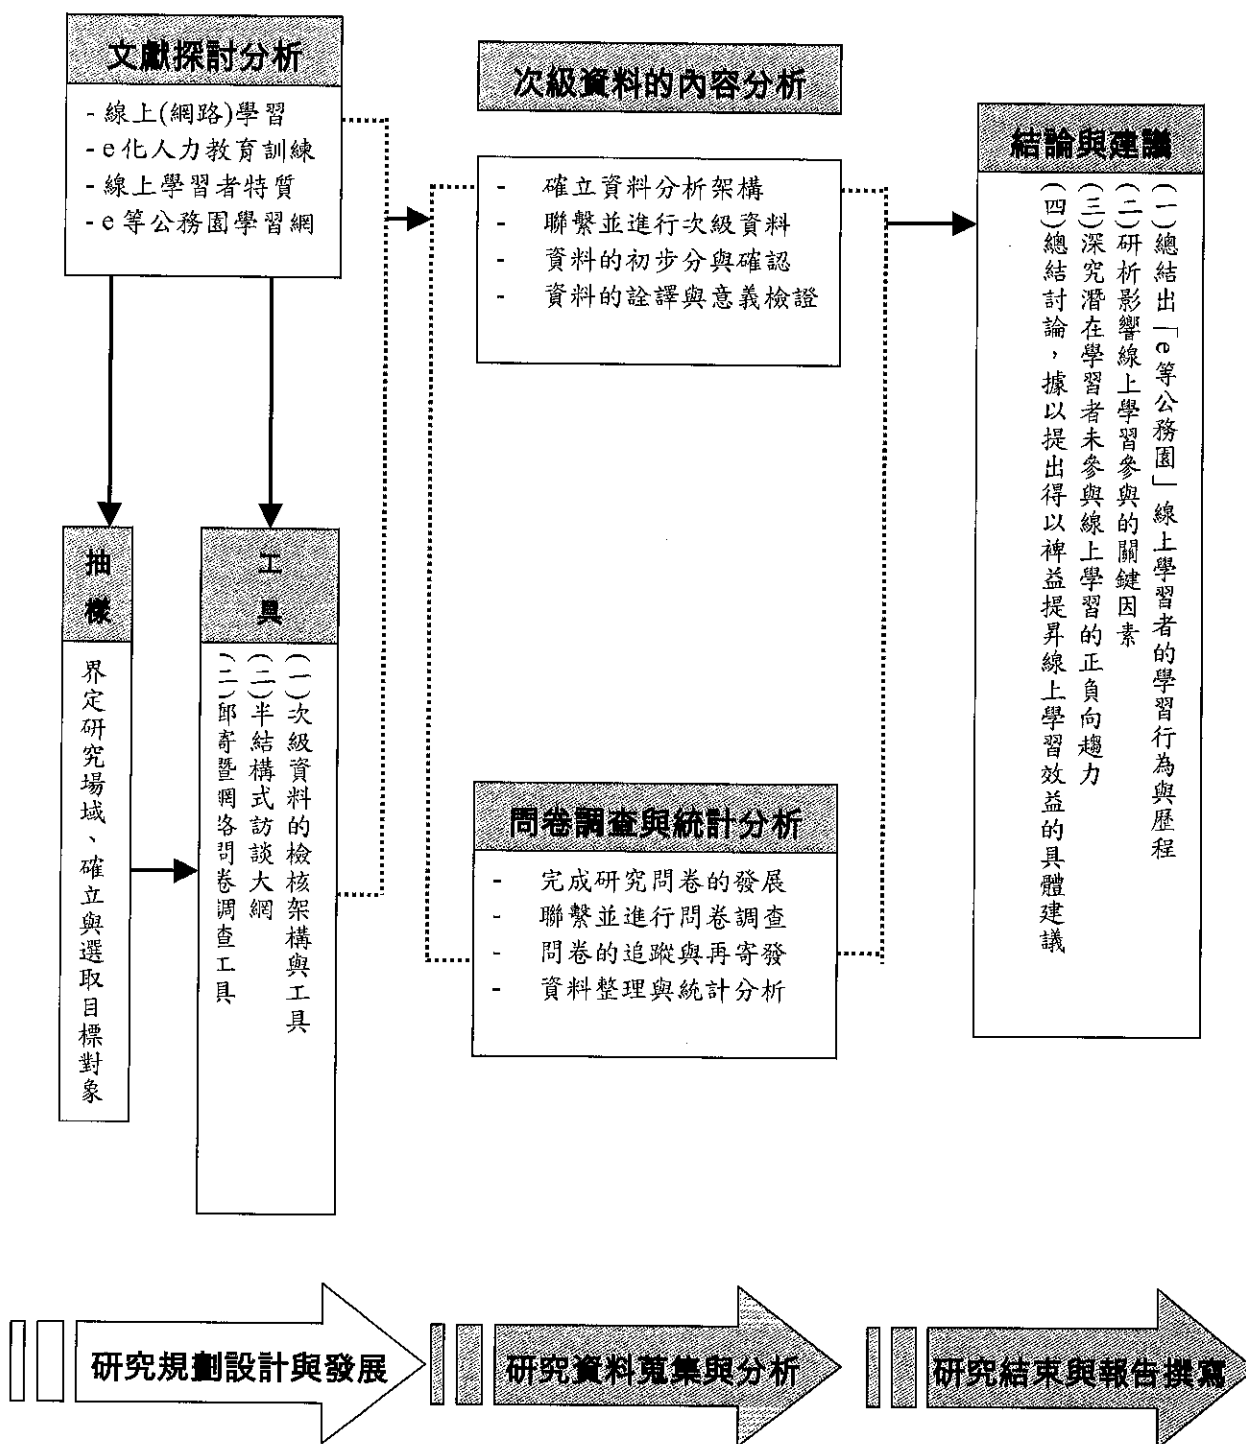 文獻探討分析
- 線上(網路)學習
- e化人力教育訓練
- 線上學習者特質
- e等公務園學習網
抽樣
界定研究場域、確立與選取目標對象
工具
(一)次級資料的檢核架構與工具
(二)半結構式訪談大網
(二)郵寄暨網路問卷調查工具
次級資料的內容分析
- 確立資料分析架構
- 聯繫並進行次級資料
- 資料的初步分與確認
- 資料的詮譯與意義檢證
問卷調查與統計分析
- 完成研究問卷的發展
- 聯繫並進行問卷調查
- 問卷的追蹤與再寄發
- 資料整理與統計分析
結論與建議
(一)總結出「e等公務園」線上學習者的學習行為與歷程
(二)研析影響線上學習參與的關鍵因素
(三)深究潛在學習者未參與線上學習的正負向趨力
(四)總結討論，據以提出得以裨益提昇線上學習效益的具體建議
研究規劃設計與發展
研究資料蒐集與分析
研究結束與報告撰寫